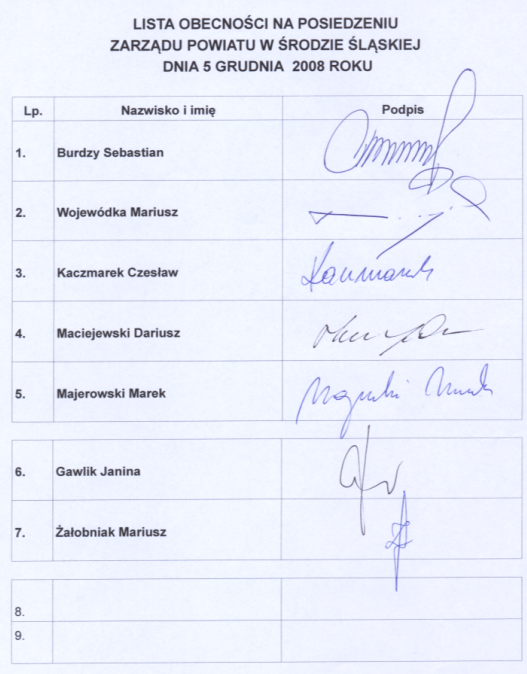 LISTA OBECNOŚCI NA POSIEDZENIU
ZARZĄDU POWIATU W ŚRODZIE ŚLĄSKIEJ
DNIA 5 GRUDNIA 2008 ROKU
Lp. Nazwisko i imię Podpis
1. Burdzy Sebastian
2. Wojewódka Mariusz
3. Kaczmarek Czesław Kaczmarek
4. Maciejewski Dariusz
5. Majerowski Marek
6. Gawlik Janina
7. Żałobniak Mariusz
8.
9.